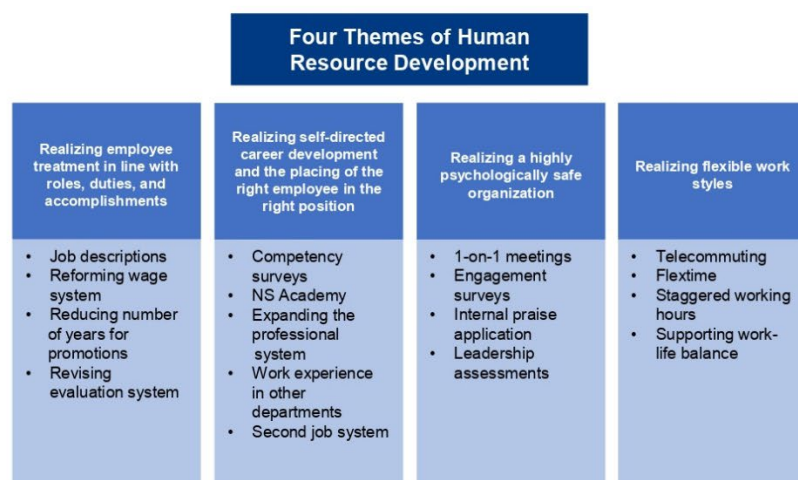 Four Themes of Human
Resource Development
Realizing employee
treatment in line with
roles, duties, and
accomplishments
• Job descriptions
• Reforming wage
system
• Reducing number
of years for
promotions
• Revising
evaluation system
Realizing self-directed
career development
and the placing of the
right employee in the
right position
• Competency
surveys
• NS Academy
• Expanding the
professional
system
• Work experience
in other
departments
• Second job system
Realizing a highly
psychologically safe
organization
• 1-on-1 meetings
• Engagement
surveys
• Internal praise
application
• Leadership
assessments
Realizing flexible work
styles
• Telecommuting
• Flextime
• Staggered working
hours
• Supporting work-
life balance